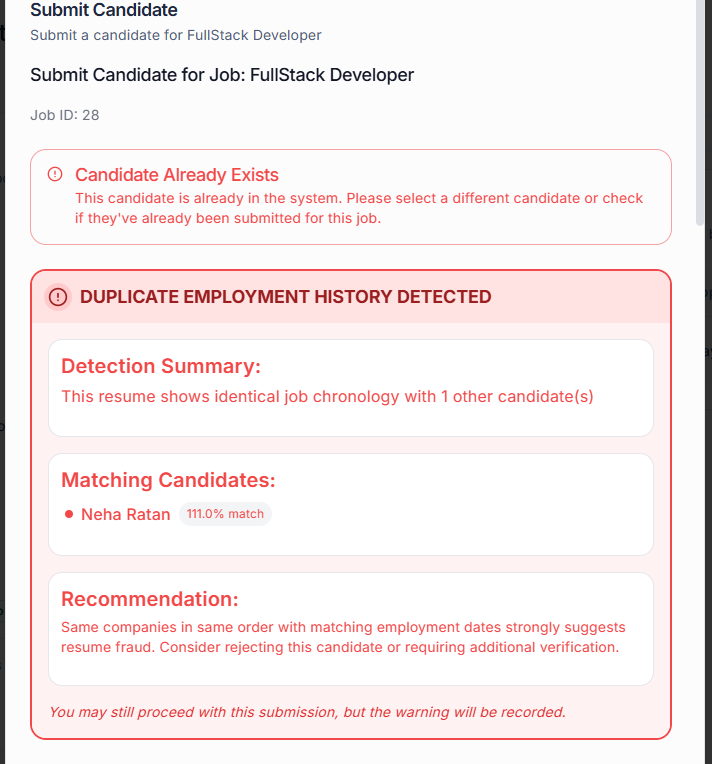 Submit Candidate
Submit a candidate for FullStack Developer
Submit Candidate for Job: FullStack Developer
Job ID: 28
Candidate Already Exists
This candidate is already in the system. Please select a different candidate or check
if they've already been submitted for this job.
DUPLICATE EMPLOYMENT HISTORY DETECTED
Detection Summary:
This resume shows identical job chronology with 1 other candidate(s)
Matching Candidates:
Neha Ratan 111.0% match
Recommendation:
Same companies in same order with matching employment dates strongly suggests
resume fraud. Consider rejecting this candidate or requiring additional verification.
You may still proceed with this submission, but the warning will be recorded.